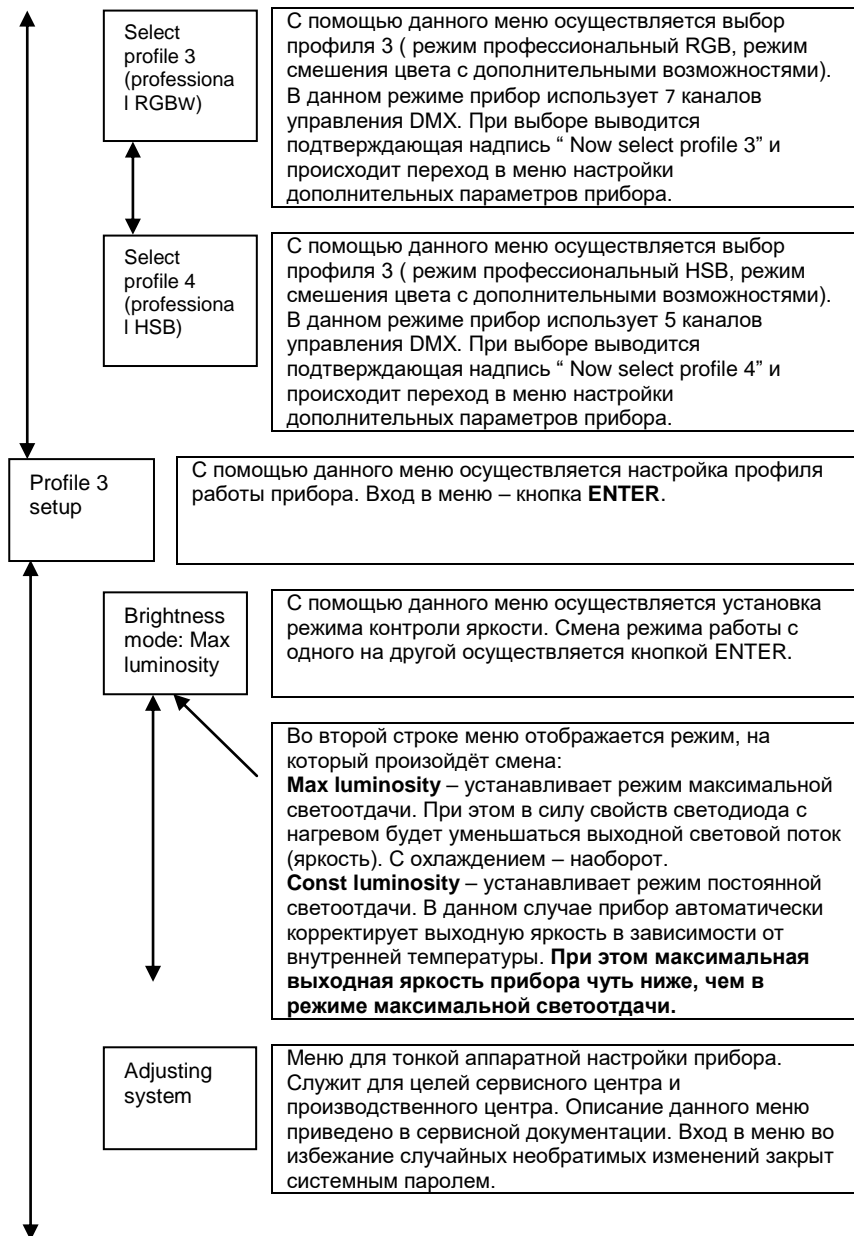 Select
profile 3
(professiona
l RGBW)
С помощью данного меню осуществляется выбор
профиля 3 ( режим профессиональный RGB, режим
смешения цвета с дополнительными возможностями).
В данном режиме прибор использует 7 каналов
управления DMX. При выборе выводится
подтверждающая надпись “ Now select profile 3” и
происходит переход в меню настройки
дополнительных параметров прибора.
Select
profile 4
(professiona
l HSB)
С помощью данного меню осуществляется выбор
профиля 3 ( режим профессиональный HSB, режим
смешения цвета с дополнительными возможностями).
В данном режиме прибор использует 5 каналов
управления DMX. При выборе выводится
подтверждающая надпись “ Now select profile 4” и
происходит переход в меню настройки
дополнительных параметров прибора.
Profile 3
setup
С помощью данного меню осуществляется настройка профиля
работы прибора. Вход в меню – кнопка ENTER.
Brightness
mode: Max
luminosity
С помощью данного меню осуществляется установка
режима контроли яркости. Смена режима работы с
одного на другой осуществляется кнопкой ENTER.
Во второй строке меню отображается режим, на
который произойдёт смена:
Max luminosity – устанавливает режим максимальной
светоотдачи. При этом в силу свойств светодиода с
нагревом будет уменьшаться выходной световой поток
(яркость). С охлаждением – наоборот.
Const luminosity – устанавливает режим постоянной
светоотдачи. В данном случае прибор автоматически
корректирует выходную яркость в зависимости от
внутренней температуры. При этом максимальная
выходная яркость прибора чуть ниже, чем в
режиме максимальной светоотдачи.
Adjusting
system
Меню для тонкой аппаратной настройки прибора.
Служит для целей сервисного центра и
производственного центра. Описание данного меню
приведено в сервисной документации. Вход в меню во
избежание случайных необратимых изменений закрыт
системным паролем.